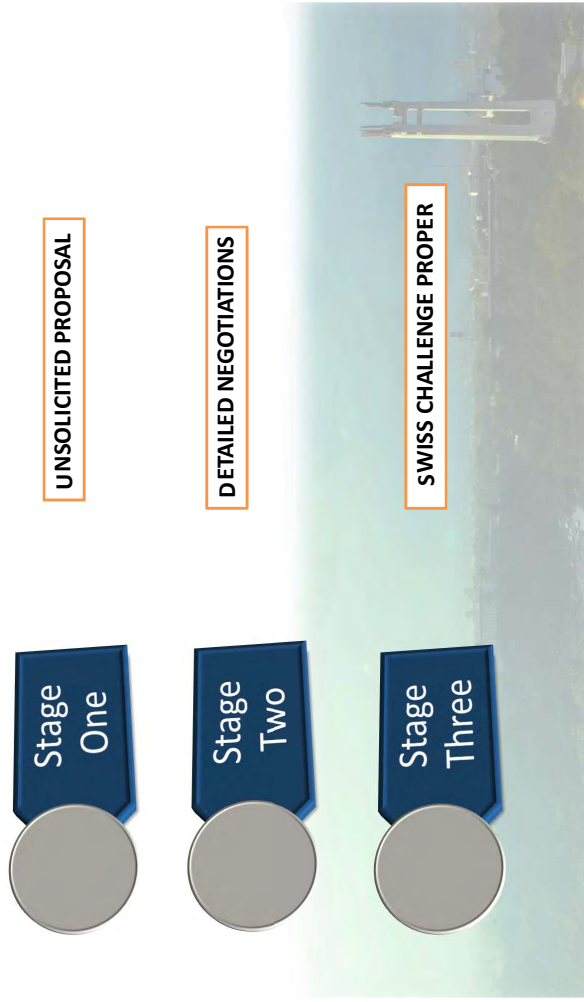 Stage
One
UNSOLICITED PROPOSAL
Stage
Two
DETAILED NEGOTIATIONS
Stage
Three
SWISS CHALLENGE PROPER